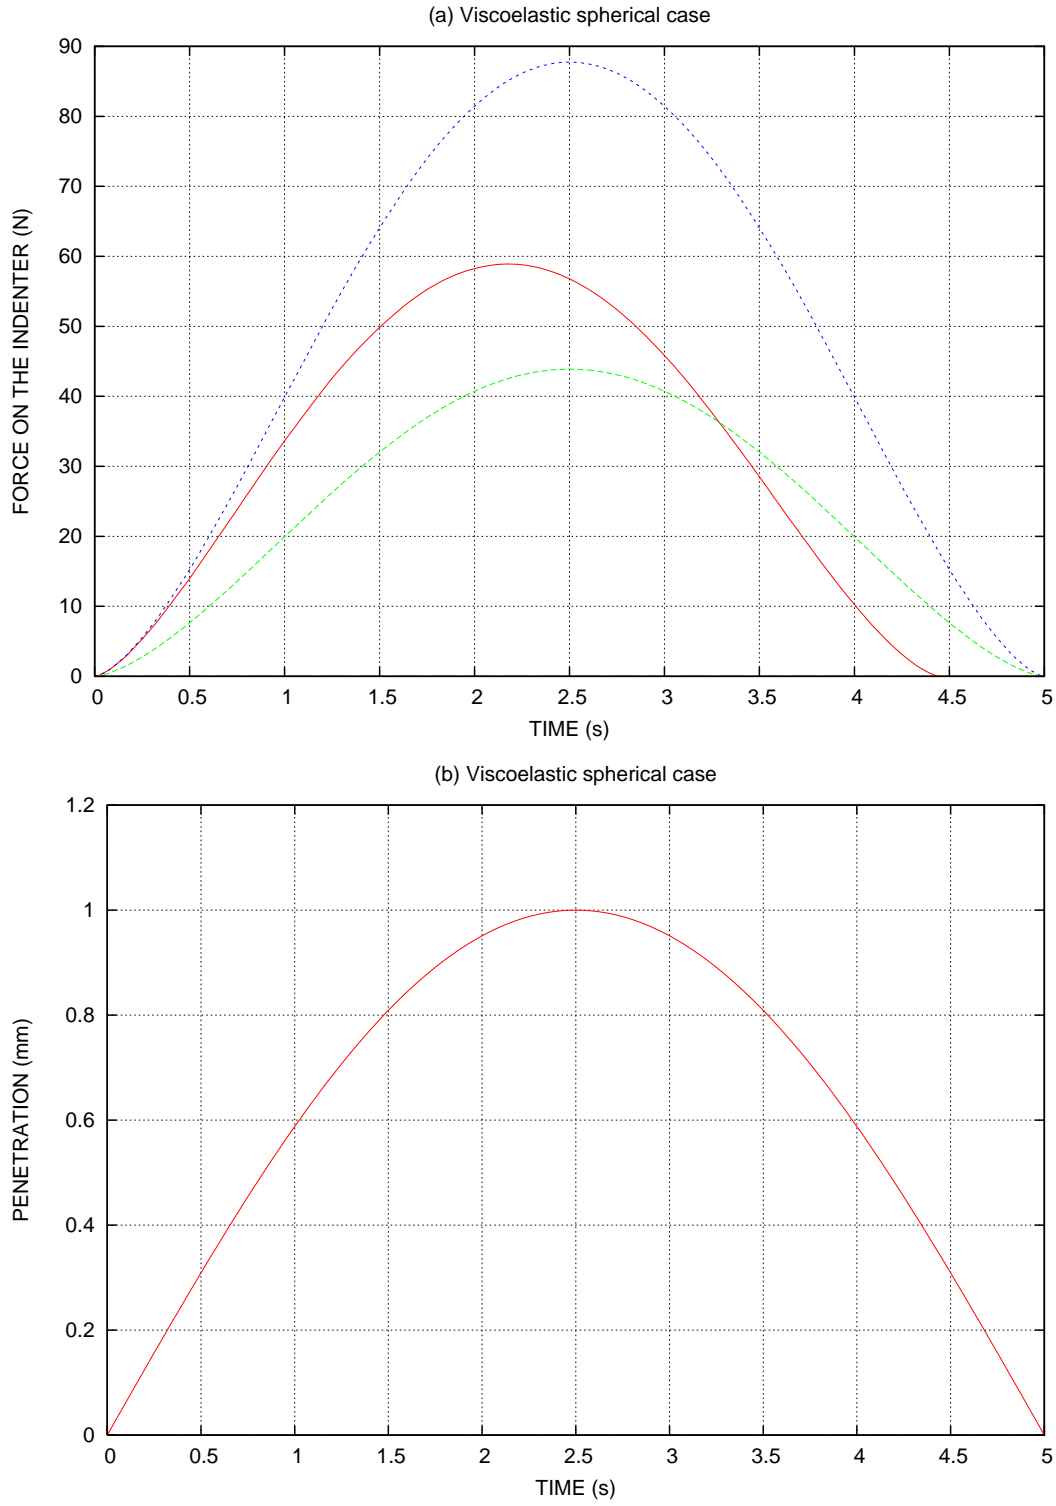 (a) Viscoelastic spherical case
90
80
70
60
50
40
30
20
10
0
FORCE ON THE INDENTER (N)
0 0.5 1 1.5 2 2.5 3 3.5 4 4.5 5
TIME (s)
(b) Viscoelastic spherical case
1.2
1
0.8
0.6
0.4
0.2
0
PENETRATION (mm)
0 0.5 1 1.5 2 2.5 3 3.5 4 4.5 5
TIME (s)